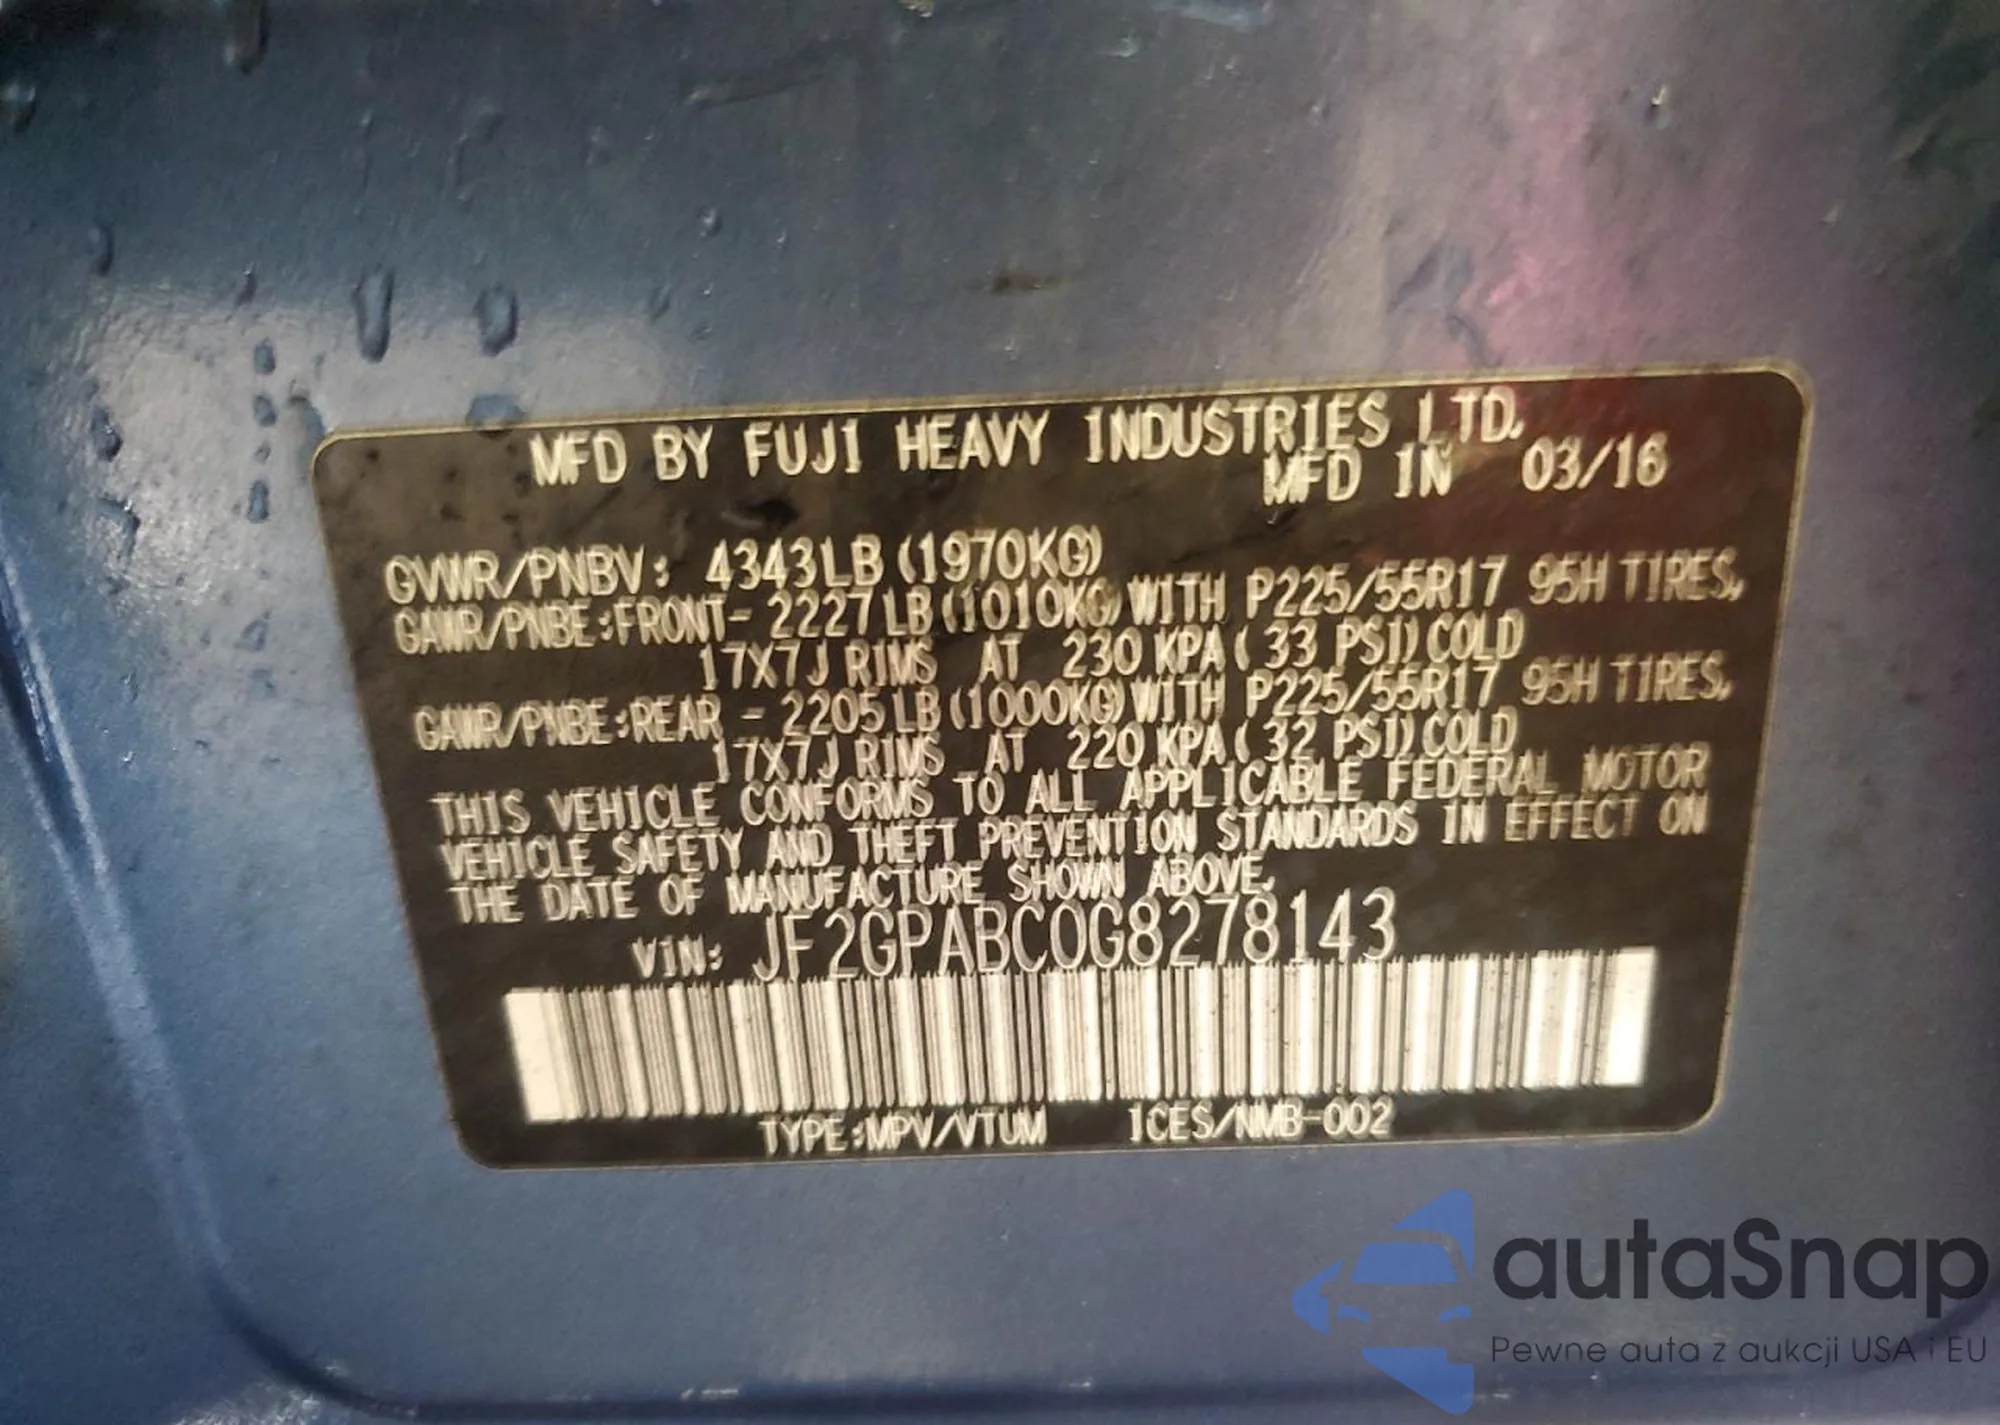 MFD BY FUJI HEAVY INDUSTRIES LTD.
MFD IN 03/16
GVWR/PNBV: 4343LB (1970KG)
GAWR/PNBE:FRONT- 2227LB (1010KG) WITH P225/55R17 95H TIRES,
17X7J RIMS AT 230 KPA ( 33 PSI) COLD
GAWR/PNBE:REAR - 2205LB (1000KG) WITH P225/55R17 95H TIRES,
17X7J RIMS AT 220 KPA ( 32 PSI) COLD
THIS VEHICLE CONFORMS TO ALL APPLICABLE FEDERAL MOTOR
VEHICLE SAFETY AND THEFT PREVENTION STANDARDS IN EFFECT ON
THE DATE OF MANUFACTURE SHOWN ABOVE.
VIN: JF2GPABC0G8278143
TYPE:MPV/VTUM ICES/NMB-002
autaSnap
Pewne auta z aukcji USA i EU